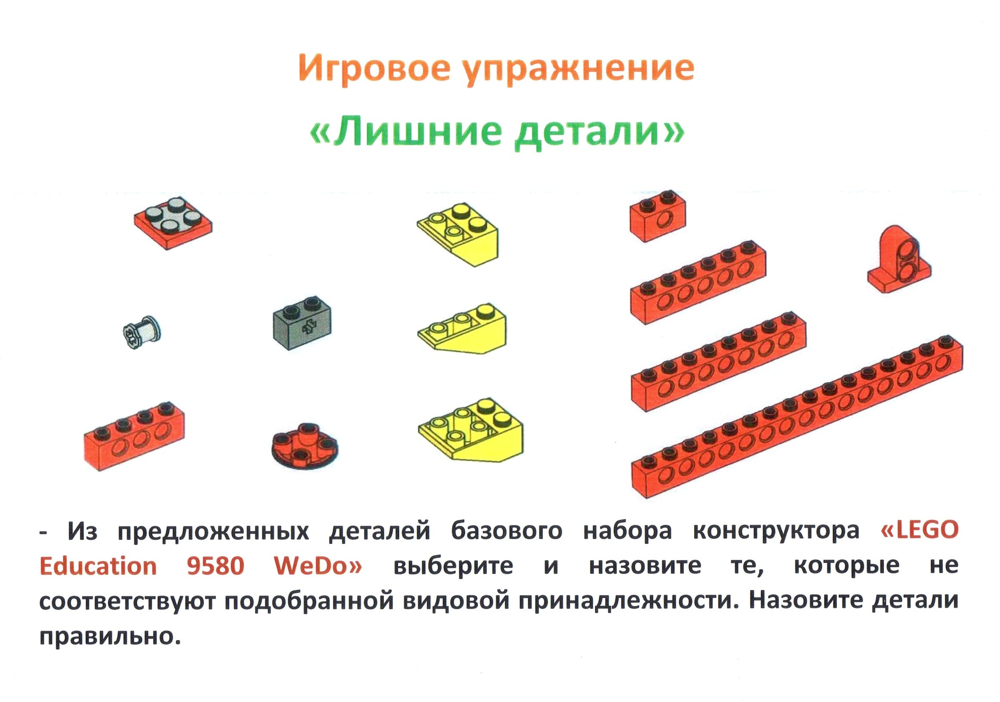 Игровое упражнение
«Лишние детали»
- Из предложенных деталей базового набора конструктора «LEGO
Education 9580 WeDo» выберите и назовите те, которые не
соответствуют подобранной видовой принадлежности. Назовите детали
правильно.